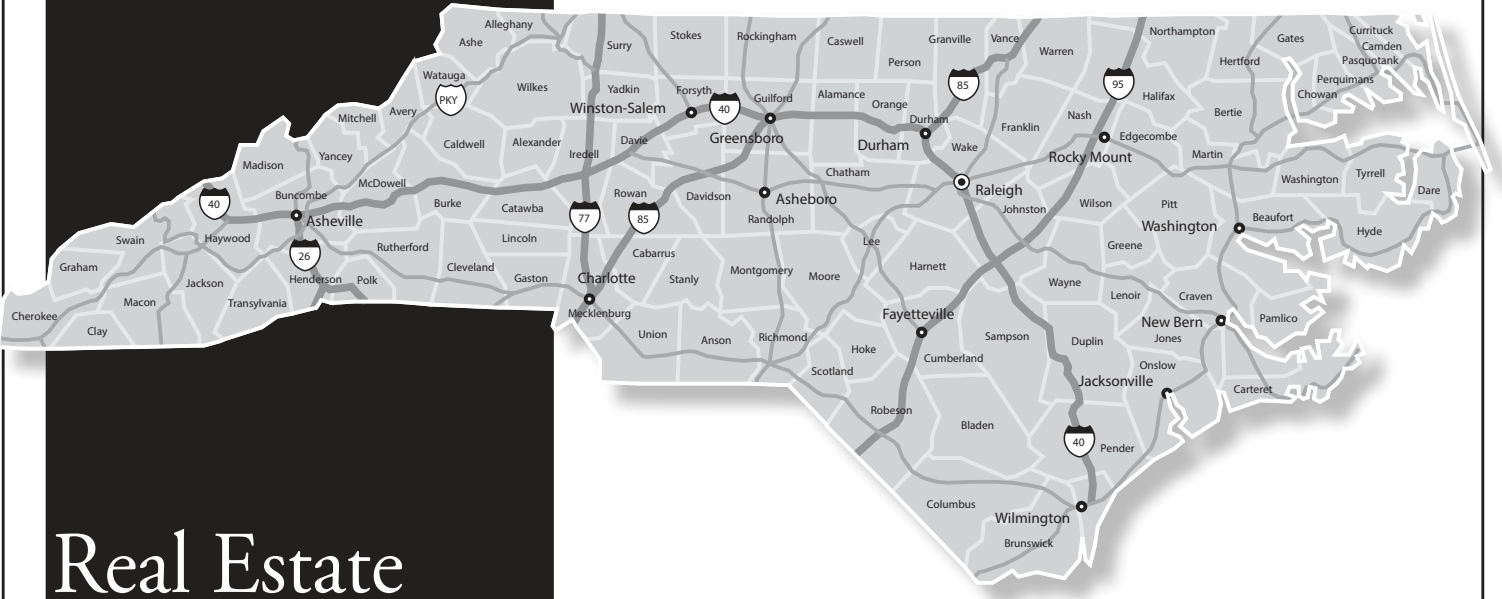 Alleghany
Ashe
Surry
Stokes
Rockingham
Caswell
Person
Granville
Vance
Warren
Northampton
Gates
Currituck
Camden
Pasquotank
Perquimans
Chowan
Hertford
Halifax
Bertie
Watauga
PKY
Wilkes
Yadkin
Forsyth
Winston-Salem
40
Guilford
Greensboro
Alamance
Orange
Durham
Durham
85
95
Nash
Franklin
Edgecombe
Rocky Mount
Martin
Wake
Avery
Mitchell
Yancey
Madison
Caldwell
Alexander
Iredell
Davie
Buncombe
McDowell
Burke
Catawba
Rowan
Davidson
Chatham
Asheboro
Randolph
Raleigh
Johnston
Wilson
Pitt
Washington
Tyrrell
Dare
Washington
Beaufort
Hyde
Greene
40
Asheville
77
85
Swain
Haywood
26
Rutherford
Lincoln
Cabarrus
Lee
Harnett
Graham
Jackson
Henderson
Polk
Cleveland
Gaston
Charlotte
Stanly
Montgomery
Moore
Wayne
Lenoir
Craven
Pamlico
Macon
Transylvania
Cherokee
Clay
Mecklenburg
Union
Anson
Richmond
Hoke
Scotland
Fayetteville
Cumberland
Sampson
Duplin
New Bern
Jones
Onslow
Jacksonville
Carteret
Robeson
Bladen
40
Pender
Columbus
Wilmington
Brunswick
Real Estate